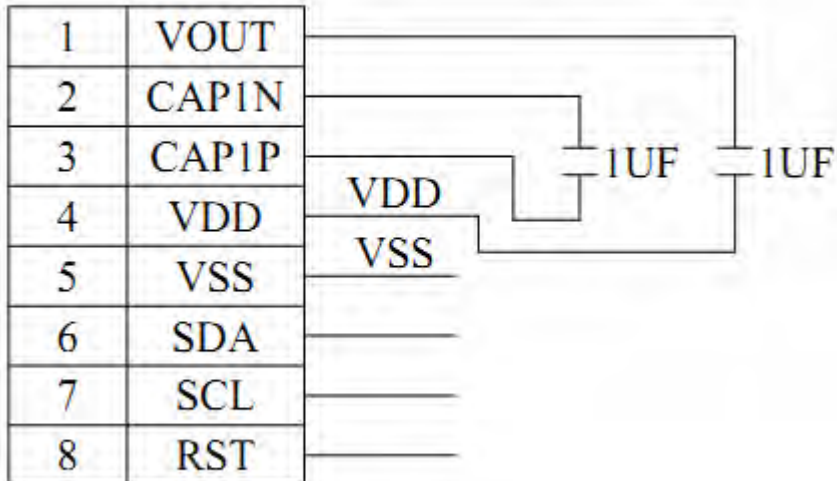 1 VOUT
2 CAP1N
3 CAP1P 1UF 1UF
4 VDD VDD
5 VSS VSS
6 SDA
7 SCL
8 RST